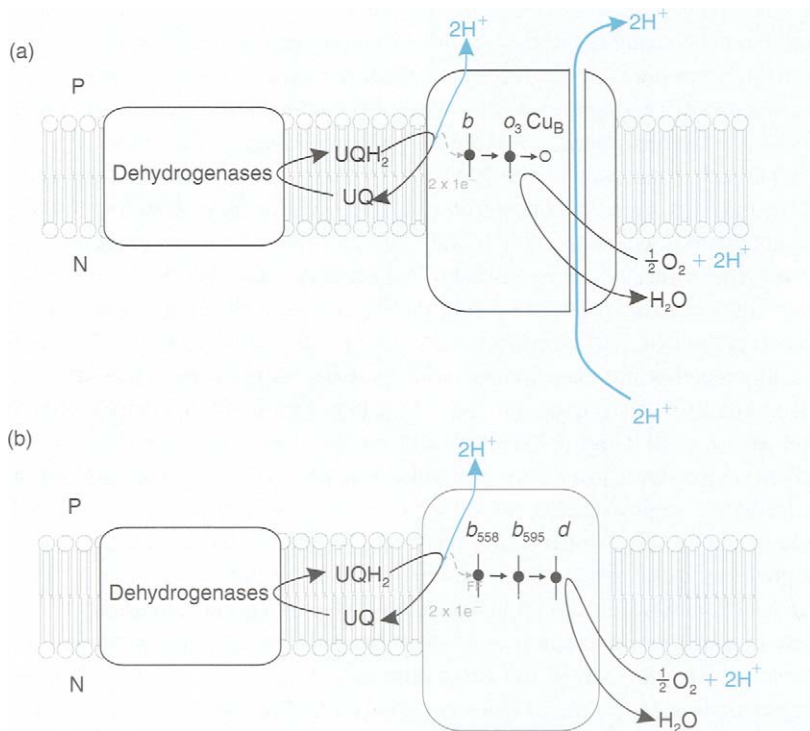 (a)
2H⁺ 2H⁺
P
b o₃ Cu_B
Dehydrogenases UQH₂
UQ 2 x 1e⁻
N
½O₂ + 2H⁺
H₂O
2H⁺
(b)
2H⁺
P
b₅₅₈ b₅₉₅ d
Dehydrogenases UQH₂
UQ 2 x 1e⁻
N
½O₂ + 2H⁺
H₂O